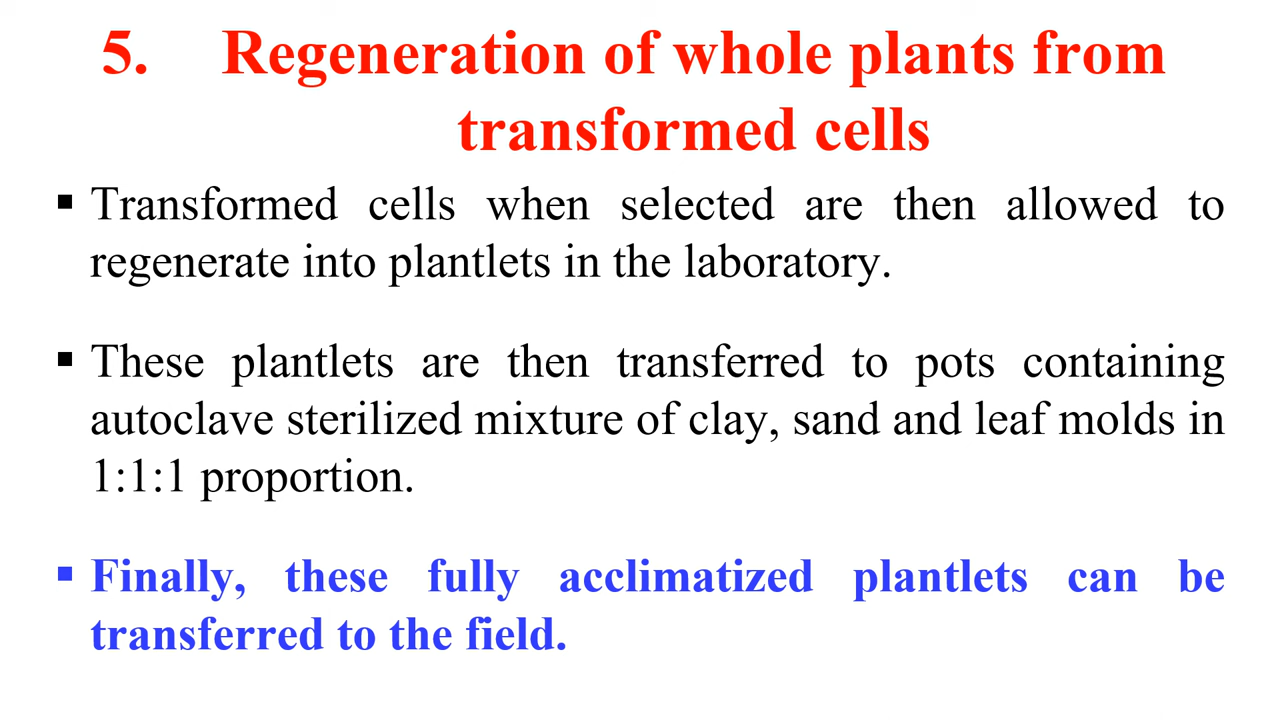 5. Regeneration of whole plants from
transformed cells
▪ Transformed cells when selected are then allowed to
regenerate into plantlets in the laboratory.
▪ These plantlets are then transferred to pots containing
autoclave sterilized mixture of clay, sand and leaf molds in
1:1:1 proportion.
▪ Finally, these fully acclimatized plantlets can be
transferred to the field.